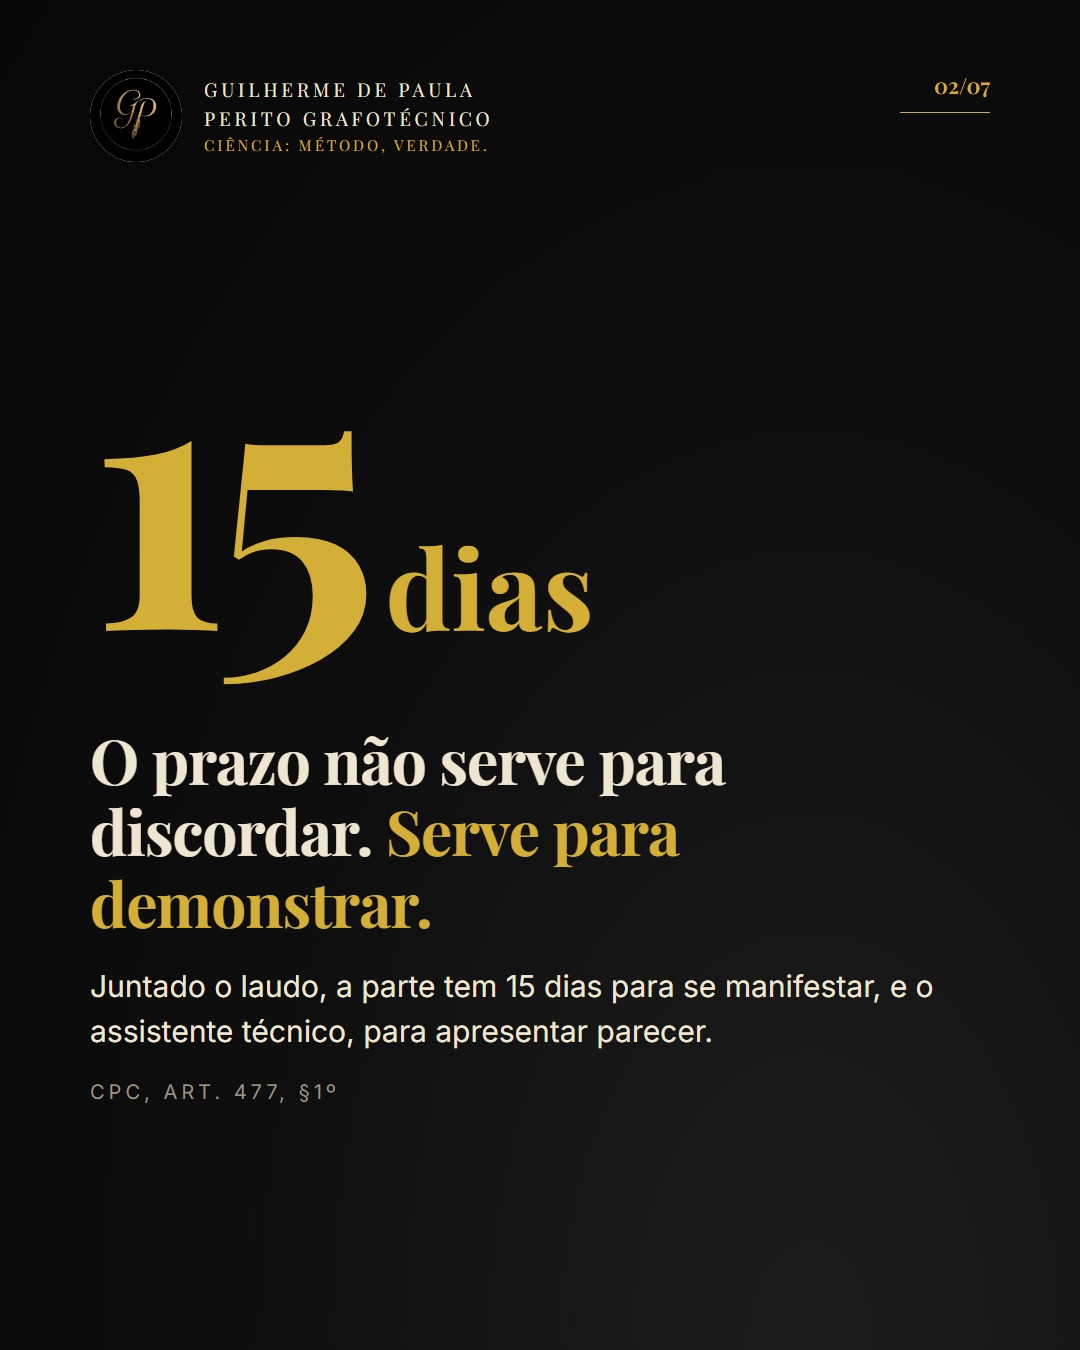 GP
GUILHERME DE PAULA
PERITO GRAFOTÉCNICO
CIÊNCIA: MÉTODO, VERDADE.
02/07
15 dias
O prazo não serve para
discordar. Serve para
demonstrar.
Juntado o laudo, a parte tem 15 dias para se manifestar, e o
assistente técnico, para apresentar parecer.
CPC, ART. 477, §1º